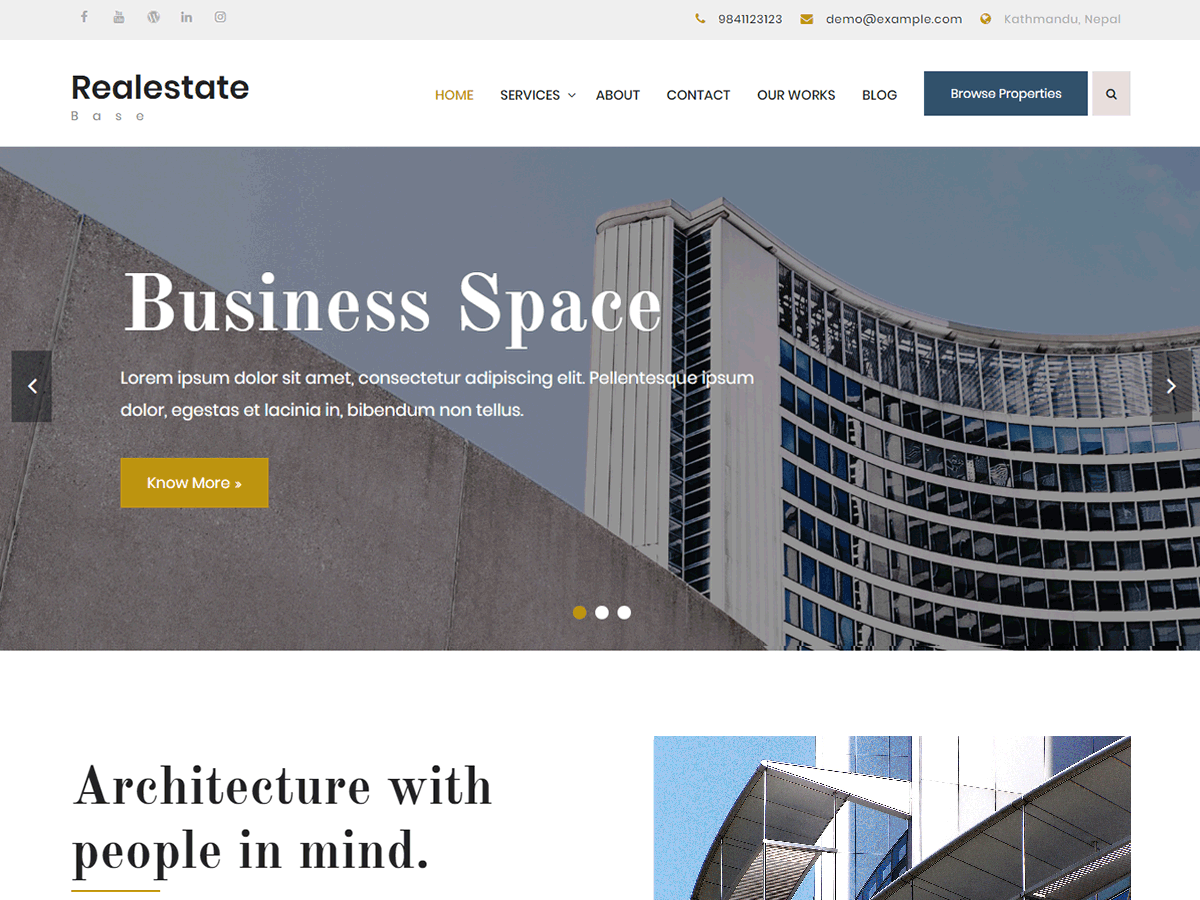 9841123123 demo@example.com Kathmandu, Nepal
Realestate
Base
HOME SERVICES ABOUT CONTACT OUR WORKS BLOG Browse Properties
Business Space
Lorem ipsum dolor sit amet, consectetur adipiscing elit. Pellentesque ipsum
dolor, egestas et lacinia in, bibendum non tellus.
Know More »
Architecture with
people in mind.